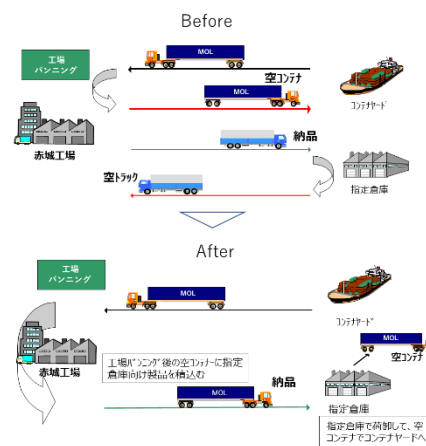 Before
工場
バンニング
MOL
空コンテナ
MOL
コンテナヤード
赤城工場
納品
空トラック
指定倉庫
After
工場
バンニング
MOL
コンテナヤード
MOL
空コンテナ
赤城工場
工場バンニング後の空コンテナーに指定
倉庫向け製品を積込む
納品
MOL
指定倉庫
指定倉庫で荷卸して、空
コンテナでコンテナヤードへ